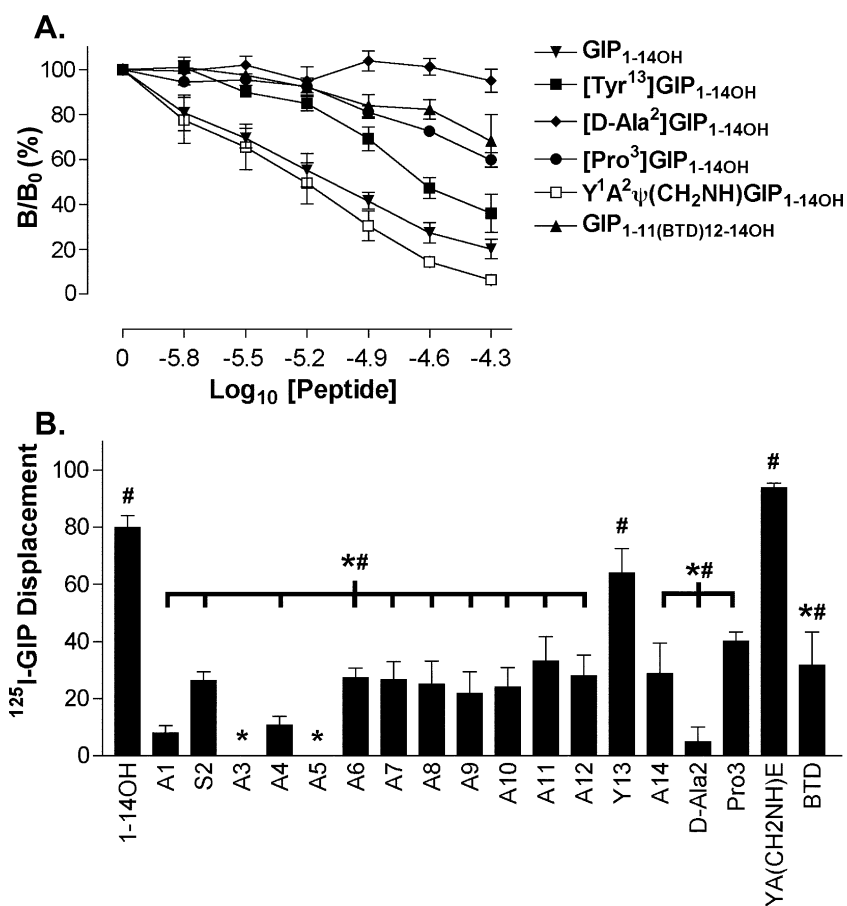 A.
B/B₀ (%)
100
80
60
40
20
0
0 -5.8 -5.5 -5.2 -4.9 -4.6 -4.3
Log₁₀ [Peptide]
GIP₁₋₁₄OH
[Tyr¹³]GIP₁₋₁₄OH
[D-Ala²]GIP₁₋₁₄OH
[Pro³]GIP₁₋₁₄OH
Y¹A²ψ(CH₂NH)GIP₁₋₁₄OH
GIP₁₋₁₁(BTD)₁₂₋₁₄OH
B.
¹²⁵I-GIP Displacement
100
80
60
40
20
0
#
*#
#
*#
#
*#
*
*
1-14OH
A1
S2
A3
A4
A5
A6
A7
A8
A9
A10
A11
A12
Y13
A14
D-Ala2
Pro3
YA(CH2NH)E
BTD